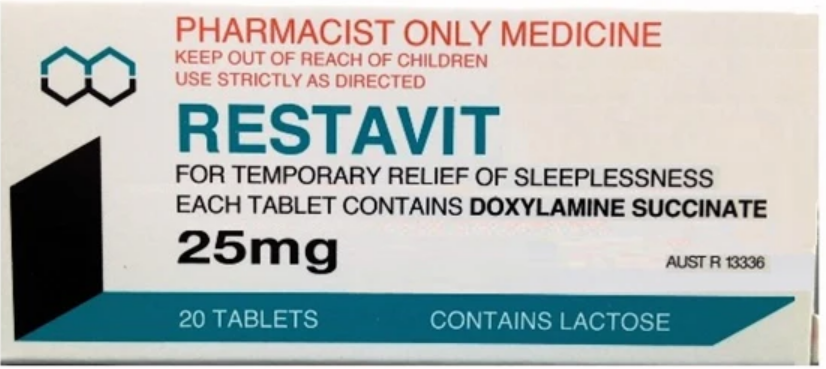 PHARMACIST ONLY MEDICINE
KEEP OUT OF REACH OF CHILDREN
USE STRICTLY AS DIRECTED
RESTAVIT
FOR TEMPORARY RELIEF OF SLEEPLESSNESS
EACH TABLET CONTAINS DOXYLAMINE SUCCINATE
25mg
AUST R 13336
20 TABLETS CONTAINS LACTOSE